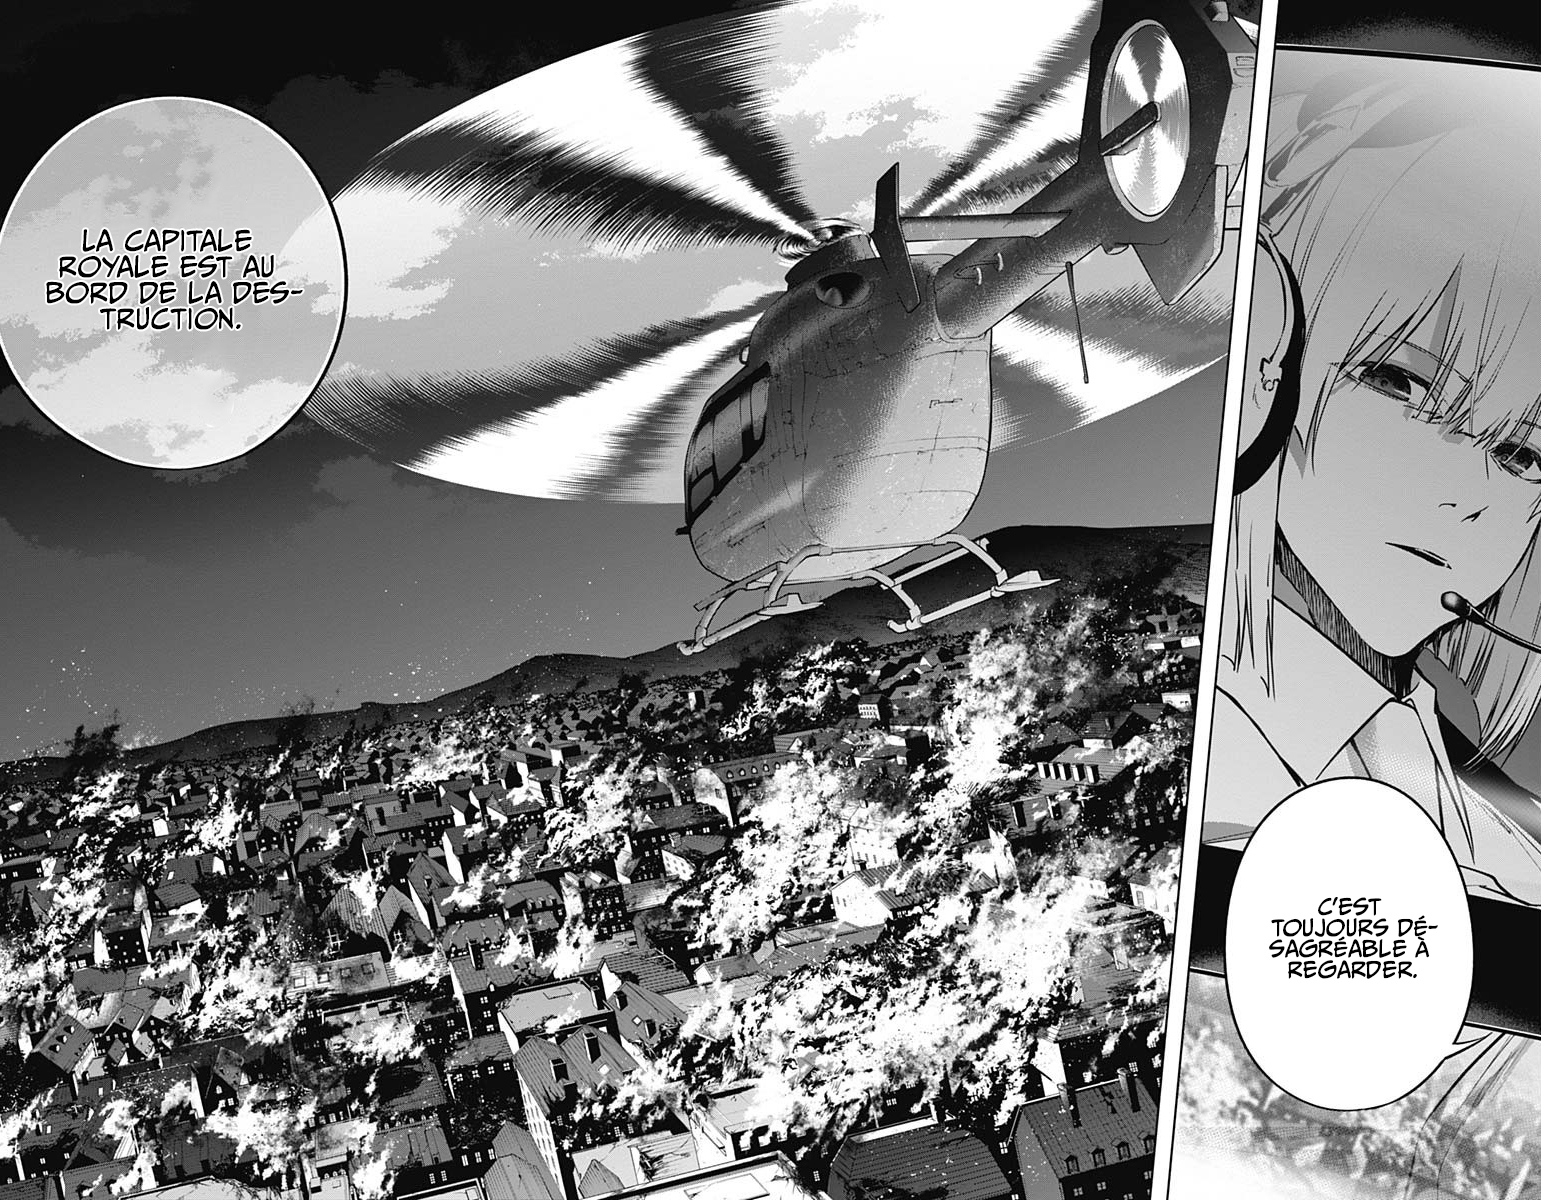 C'EST
TOUJOURS DÉ-
SAGRÉABLE À
REGARDER.
LA CAPITALE
ROYALE EST AU
BORD DE LA DES-
TRUCTION.